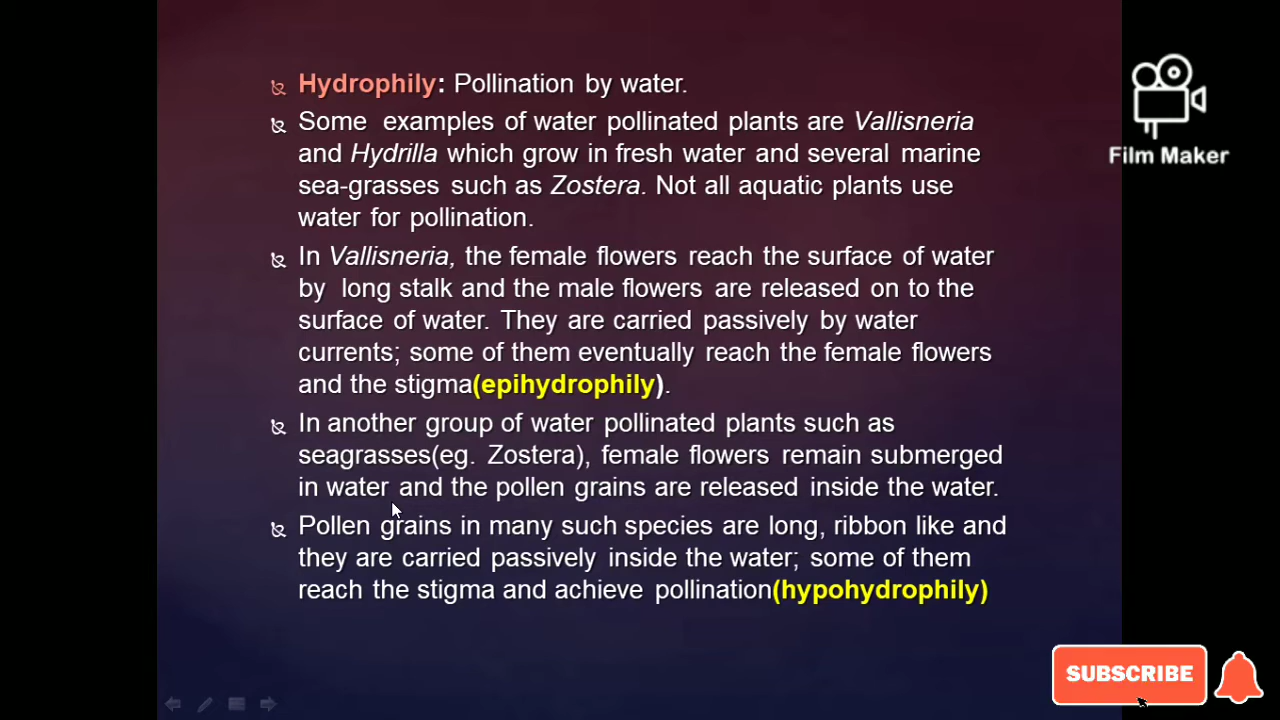 Hydrophily: Pollination by water.
Some examples of water pollinated plants are Vallisneria
and Hydrilla which grow in fresh water and several marine
sea-grasses such as Zostera. Not all aquatic plants use
water for pollination.
In Vallisneria, the female flowers reach the surface of water
by long stalk and the male flowers are released on to the
surface of water. They are carried passively by water
currents; some of them eventually reach the female flowers
and the stigma(epihydrophily).
In another group of water pollinated plants such as
seagrasses(eg. Zostera), female flowers remain submerged
in water and the pollen grains are released inside the water.
Pollen grains in many such species are long, ribbon like and
they are carried passively inside the water; some of them
reach the stigma and achieve pollination(hypohydrophily)
Film Maker
SUBSCRIBE